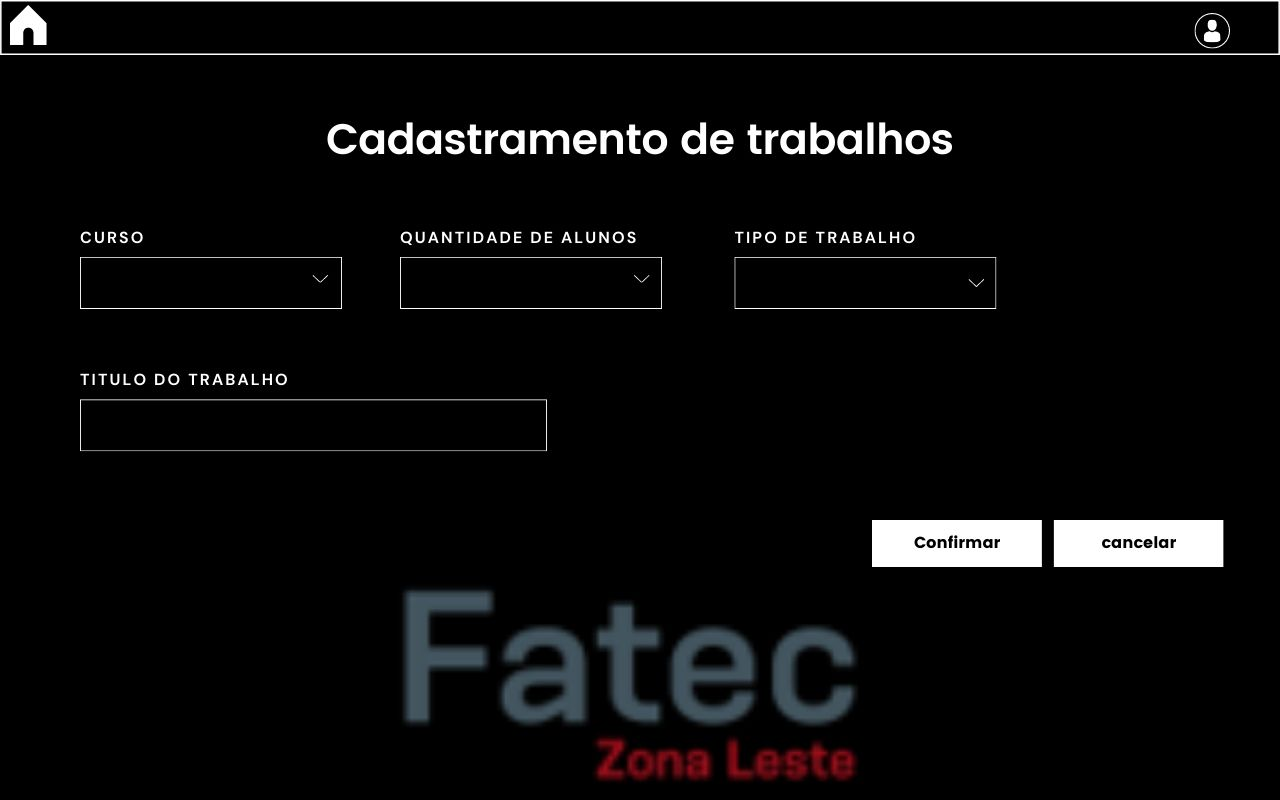 Cadastramento de trabalhos
CURSO
QUANTIDADE DE ALUNOS
TIPO DE TRABALHO
TITULO DO TRABALHO
Confirmar
cancelar
Fatec
Zona Leste